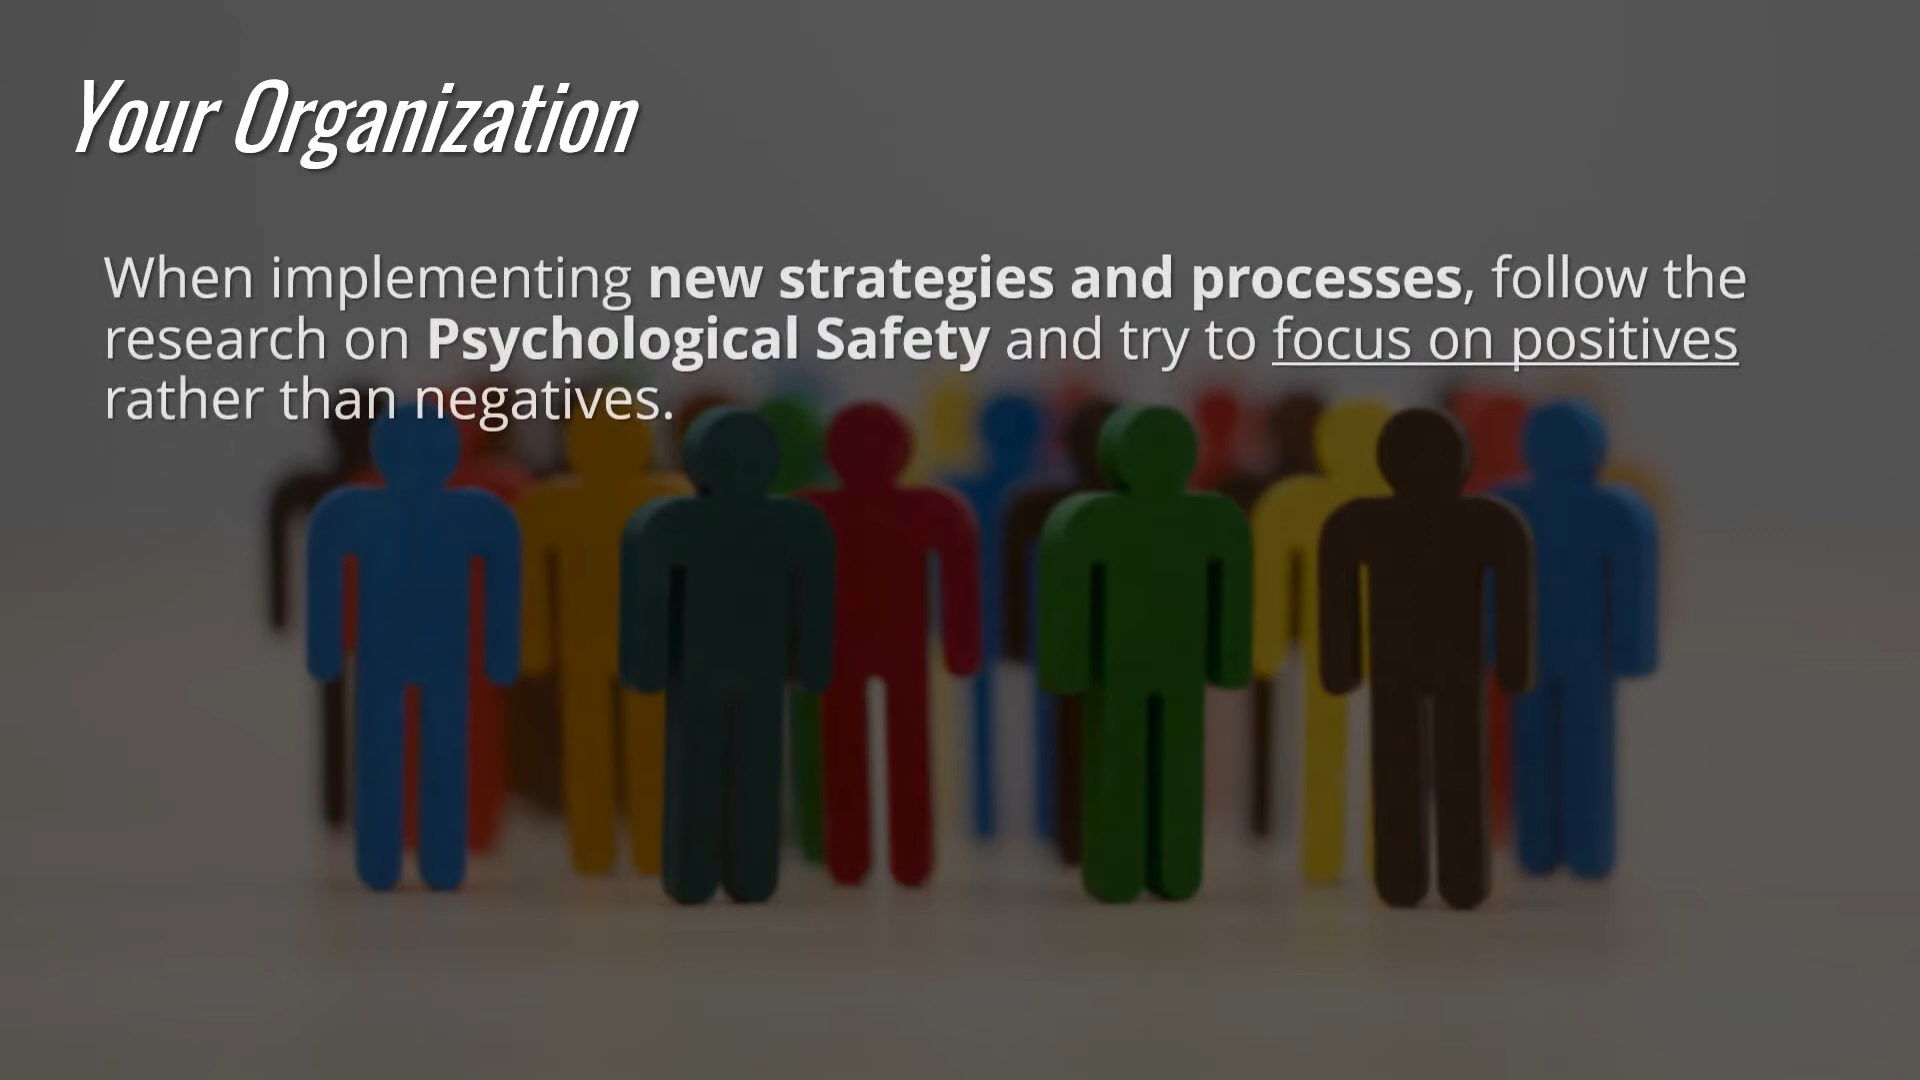 Your Organization
When implementing new strategies and processes, follow the
research on Psychological Safety and try to focus on positives
rather than negatives.